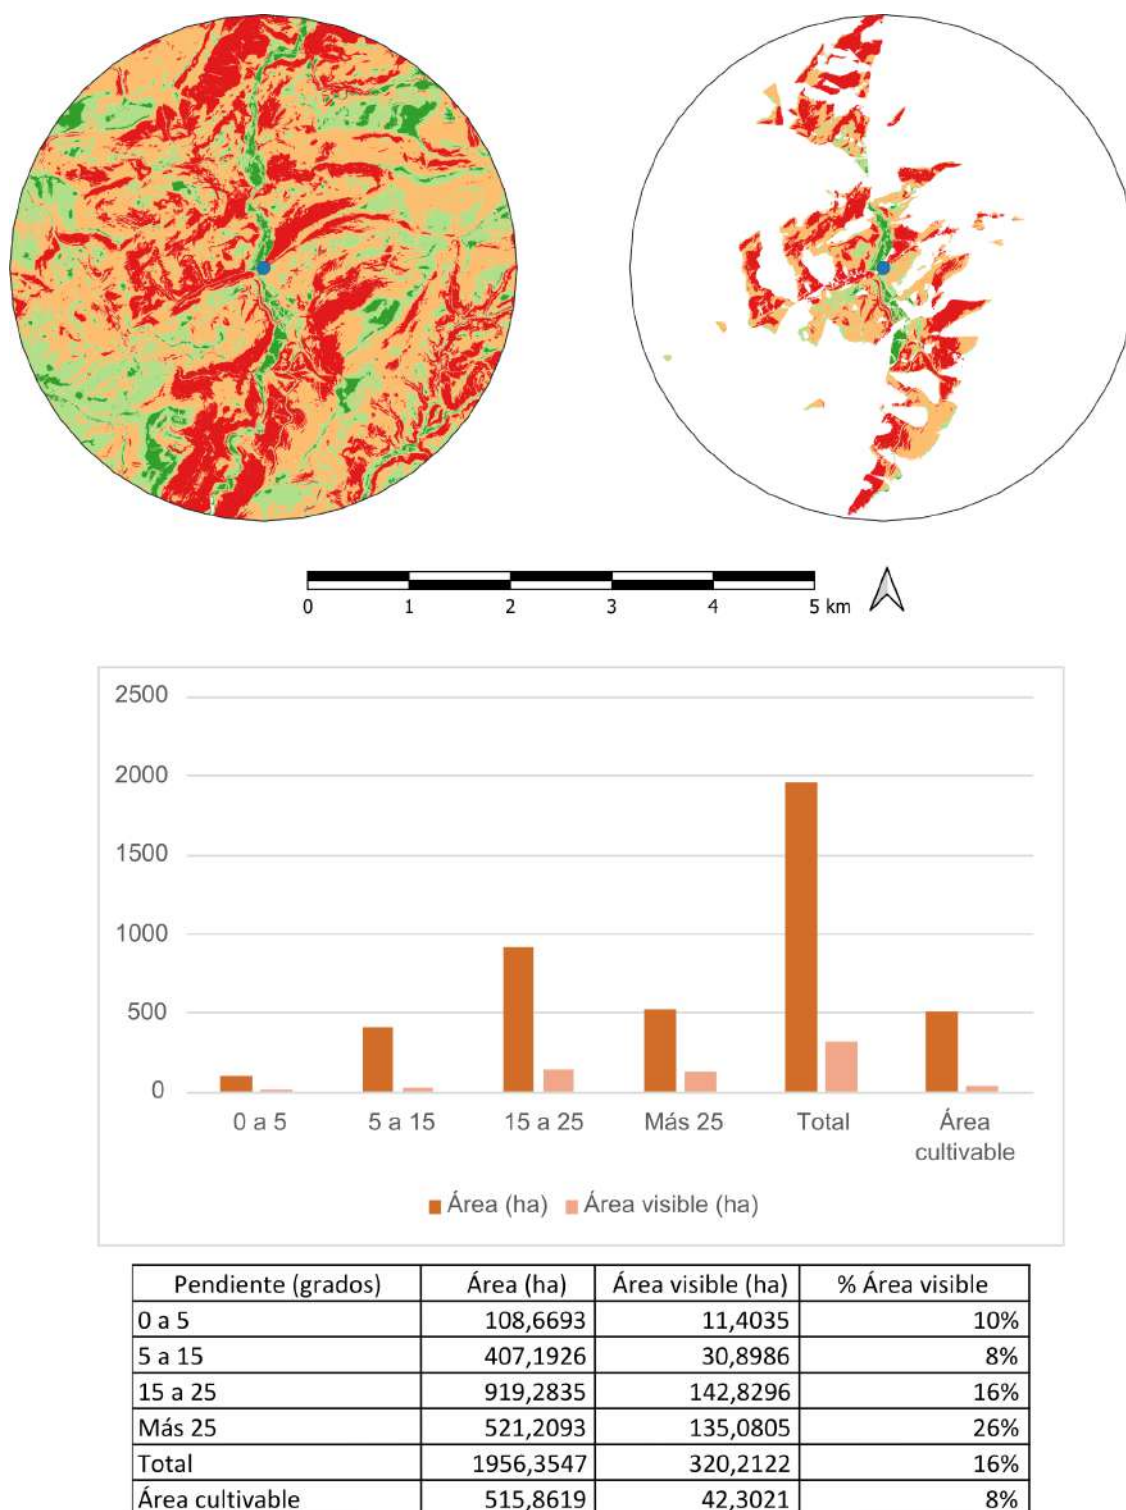 0 1 2 3 4 5 km
2500
2000
1500
1000
500
0
0 a 5 5 a 15 15 a 25 Más 25 Total Área cultivable
Área (ha) Área visible (ha)
Pendiente (grados) Área (ha) Área visible (ha) % Área visible
0 a 5 108,6693 11,4035 10%
5 a 15 407,1926 30,8986 8%
15 a 25 919,2835 142,8296 16%
Más 25 521,2093 135,0805 26%
Total 1956,3547 320,2122 16%
Área cultivable 515,8619 42,3021 8%